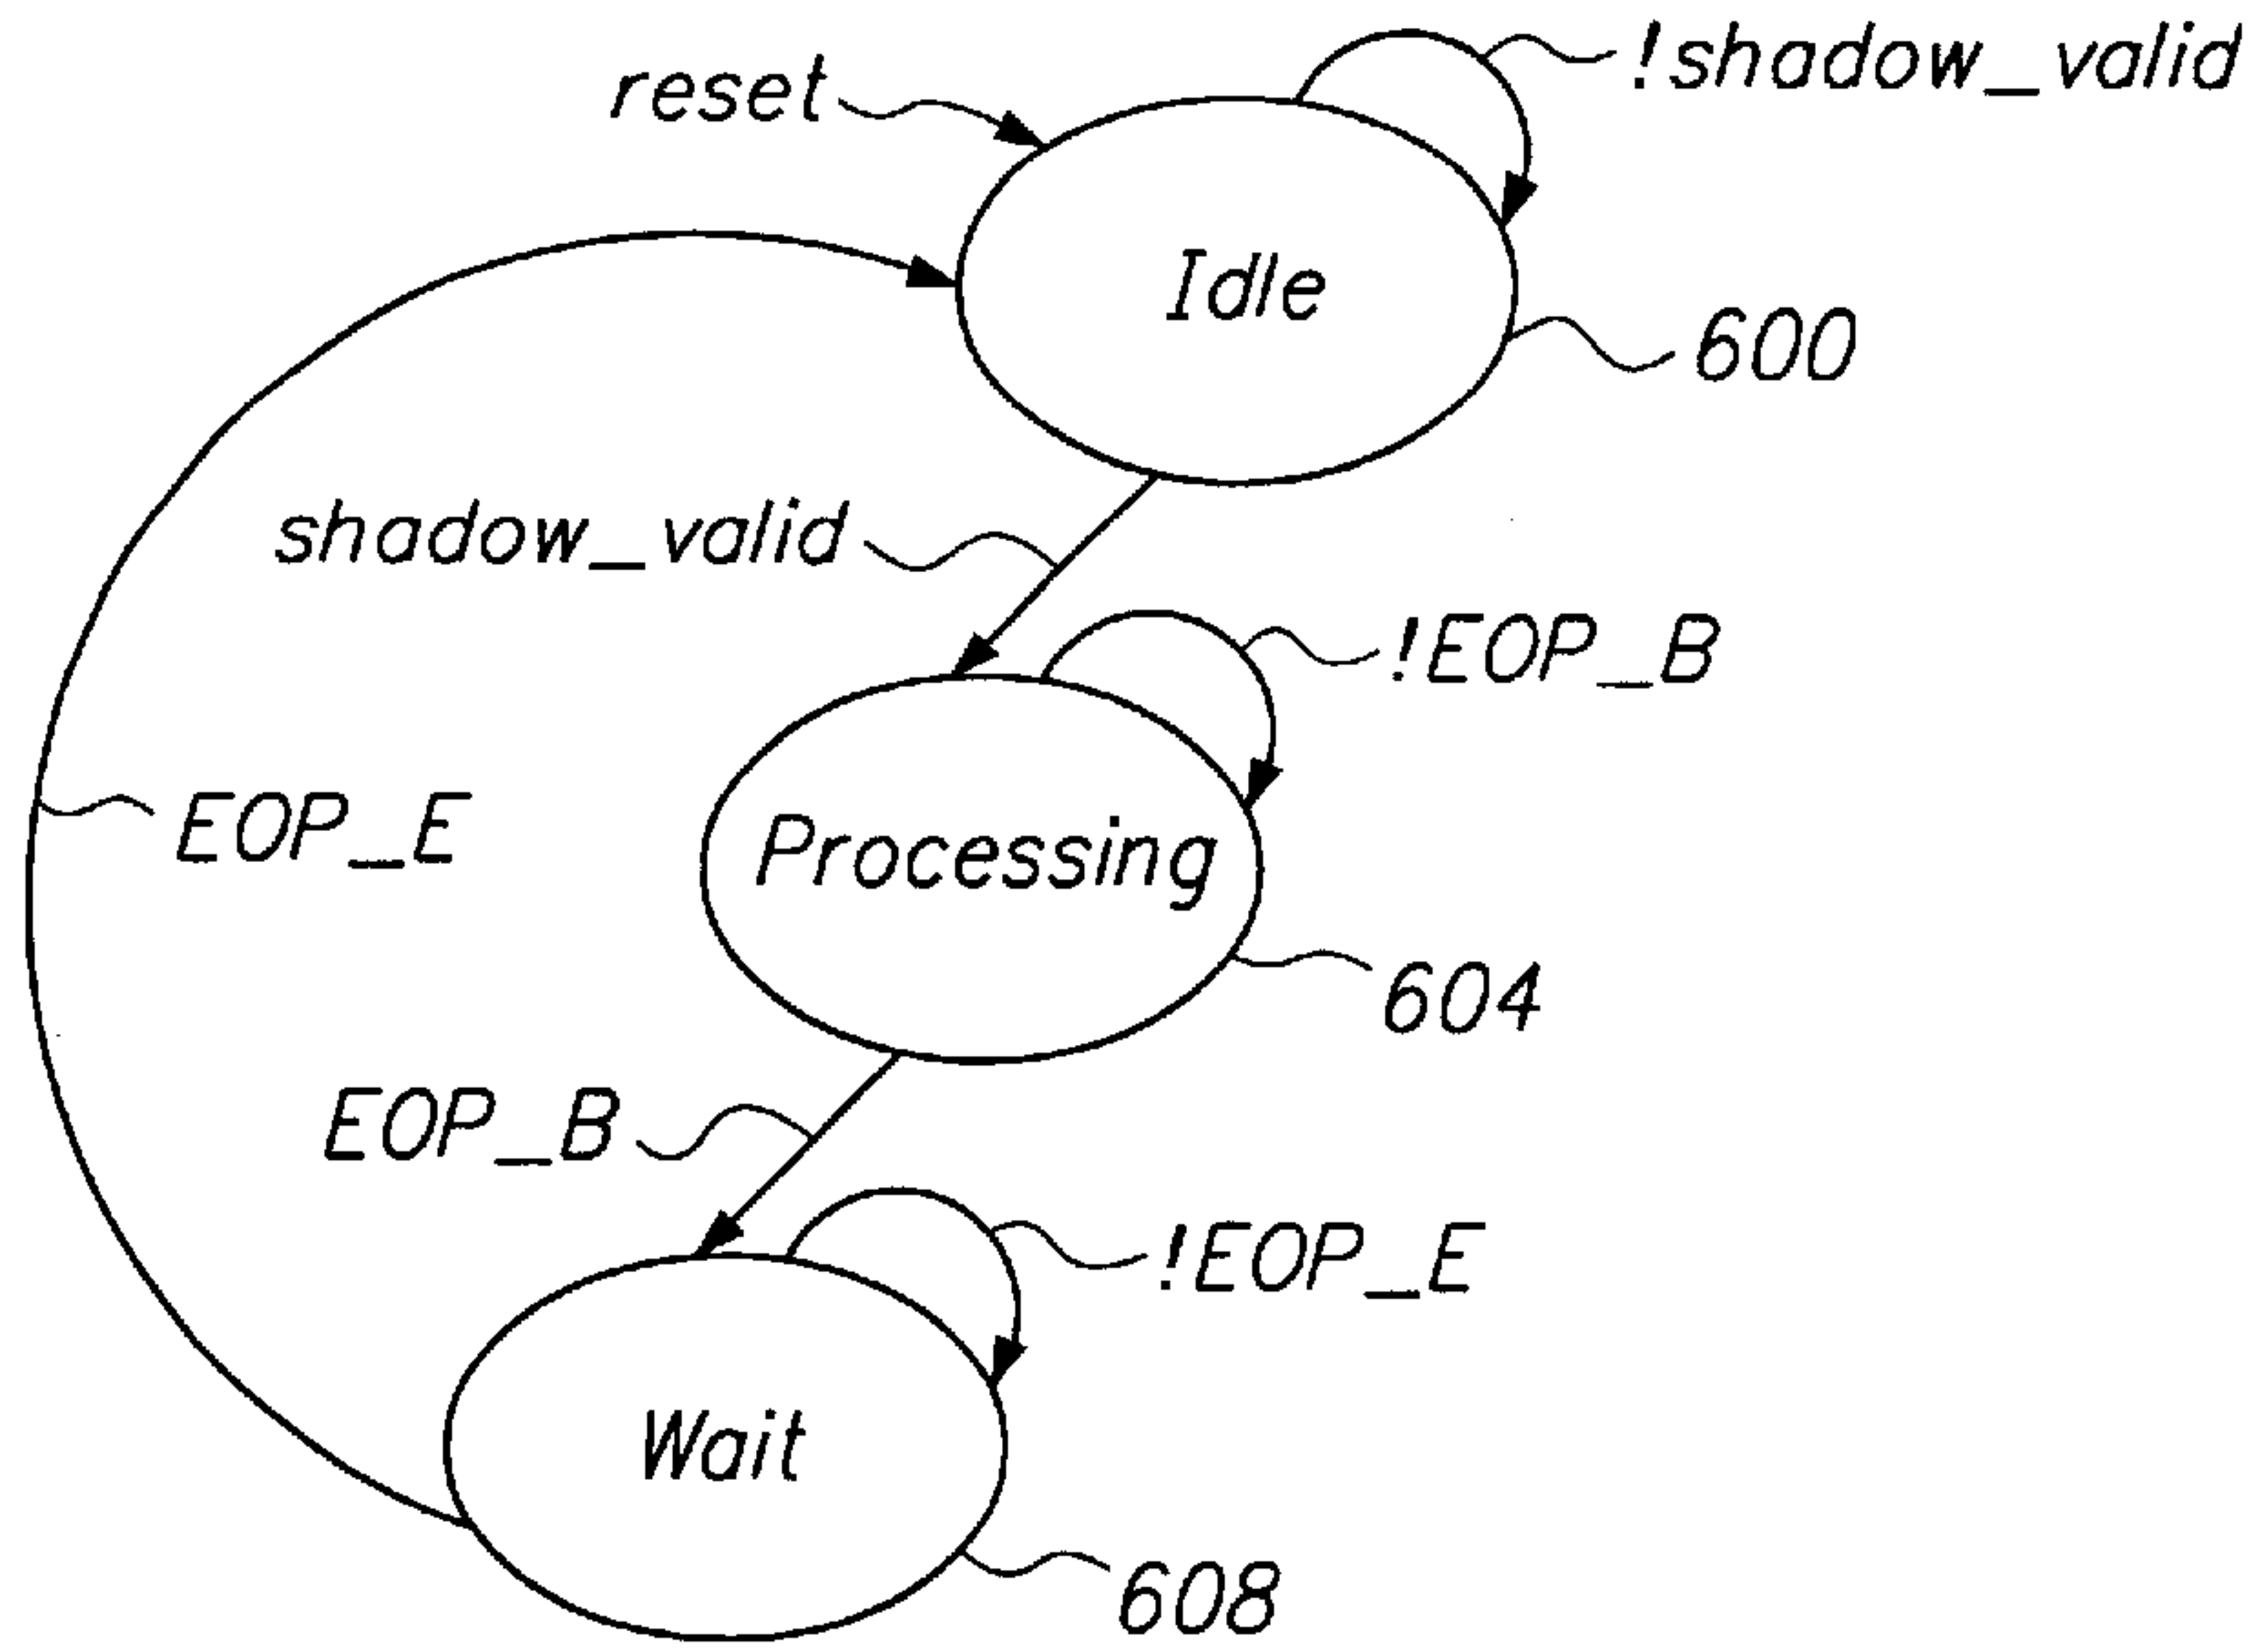 !shadow_valid
reset
Idle
600
shadow_valid
!EOP_B
EOP_E
Processing
604
EOP_B
!EOP_E
Wait
608